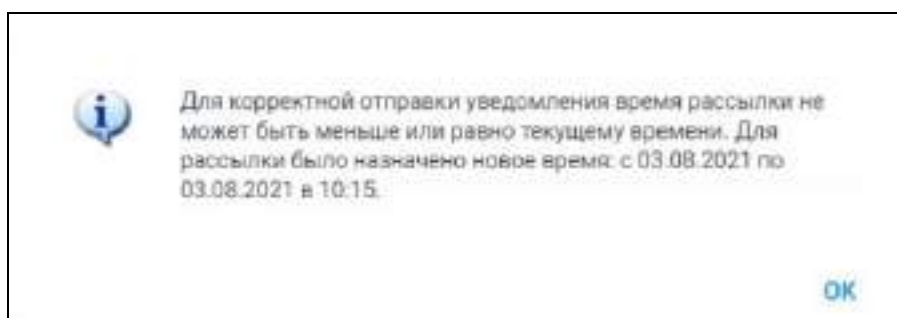 Для корректной отправки уведомления время рассылки не
может быть меньше или равно текущему времени. Для
рассылки было назначено новое время: с 03.08.2021 по
03.08.2021 в 10:15.
OK